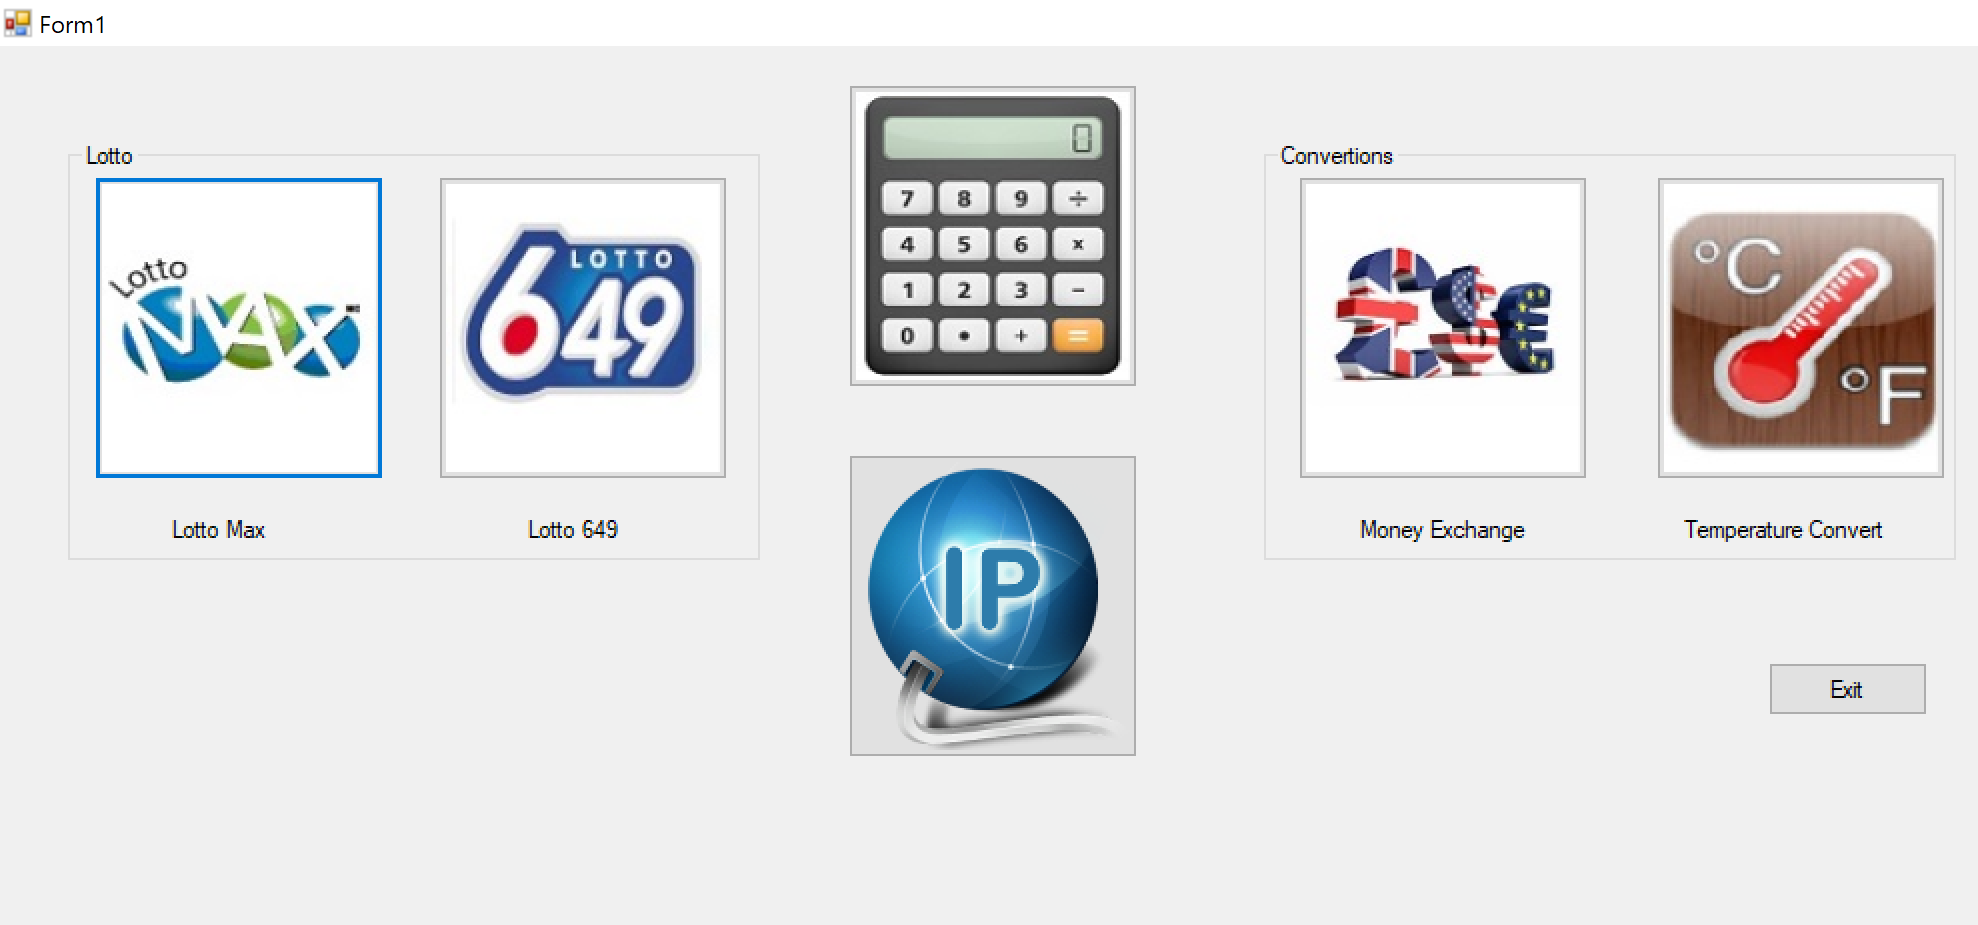 Form1
Lotto
Lotto
MAX
LOTTO
649
Lotto Max
Lotto 649
0
7 8 9 ÷
4 5 6 x
1 2 3 −
0 • + =
IP
Convertions
£$€
°C
°F
Money Exchange
Temperature Convert
Exit